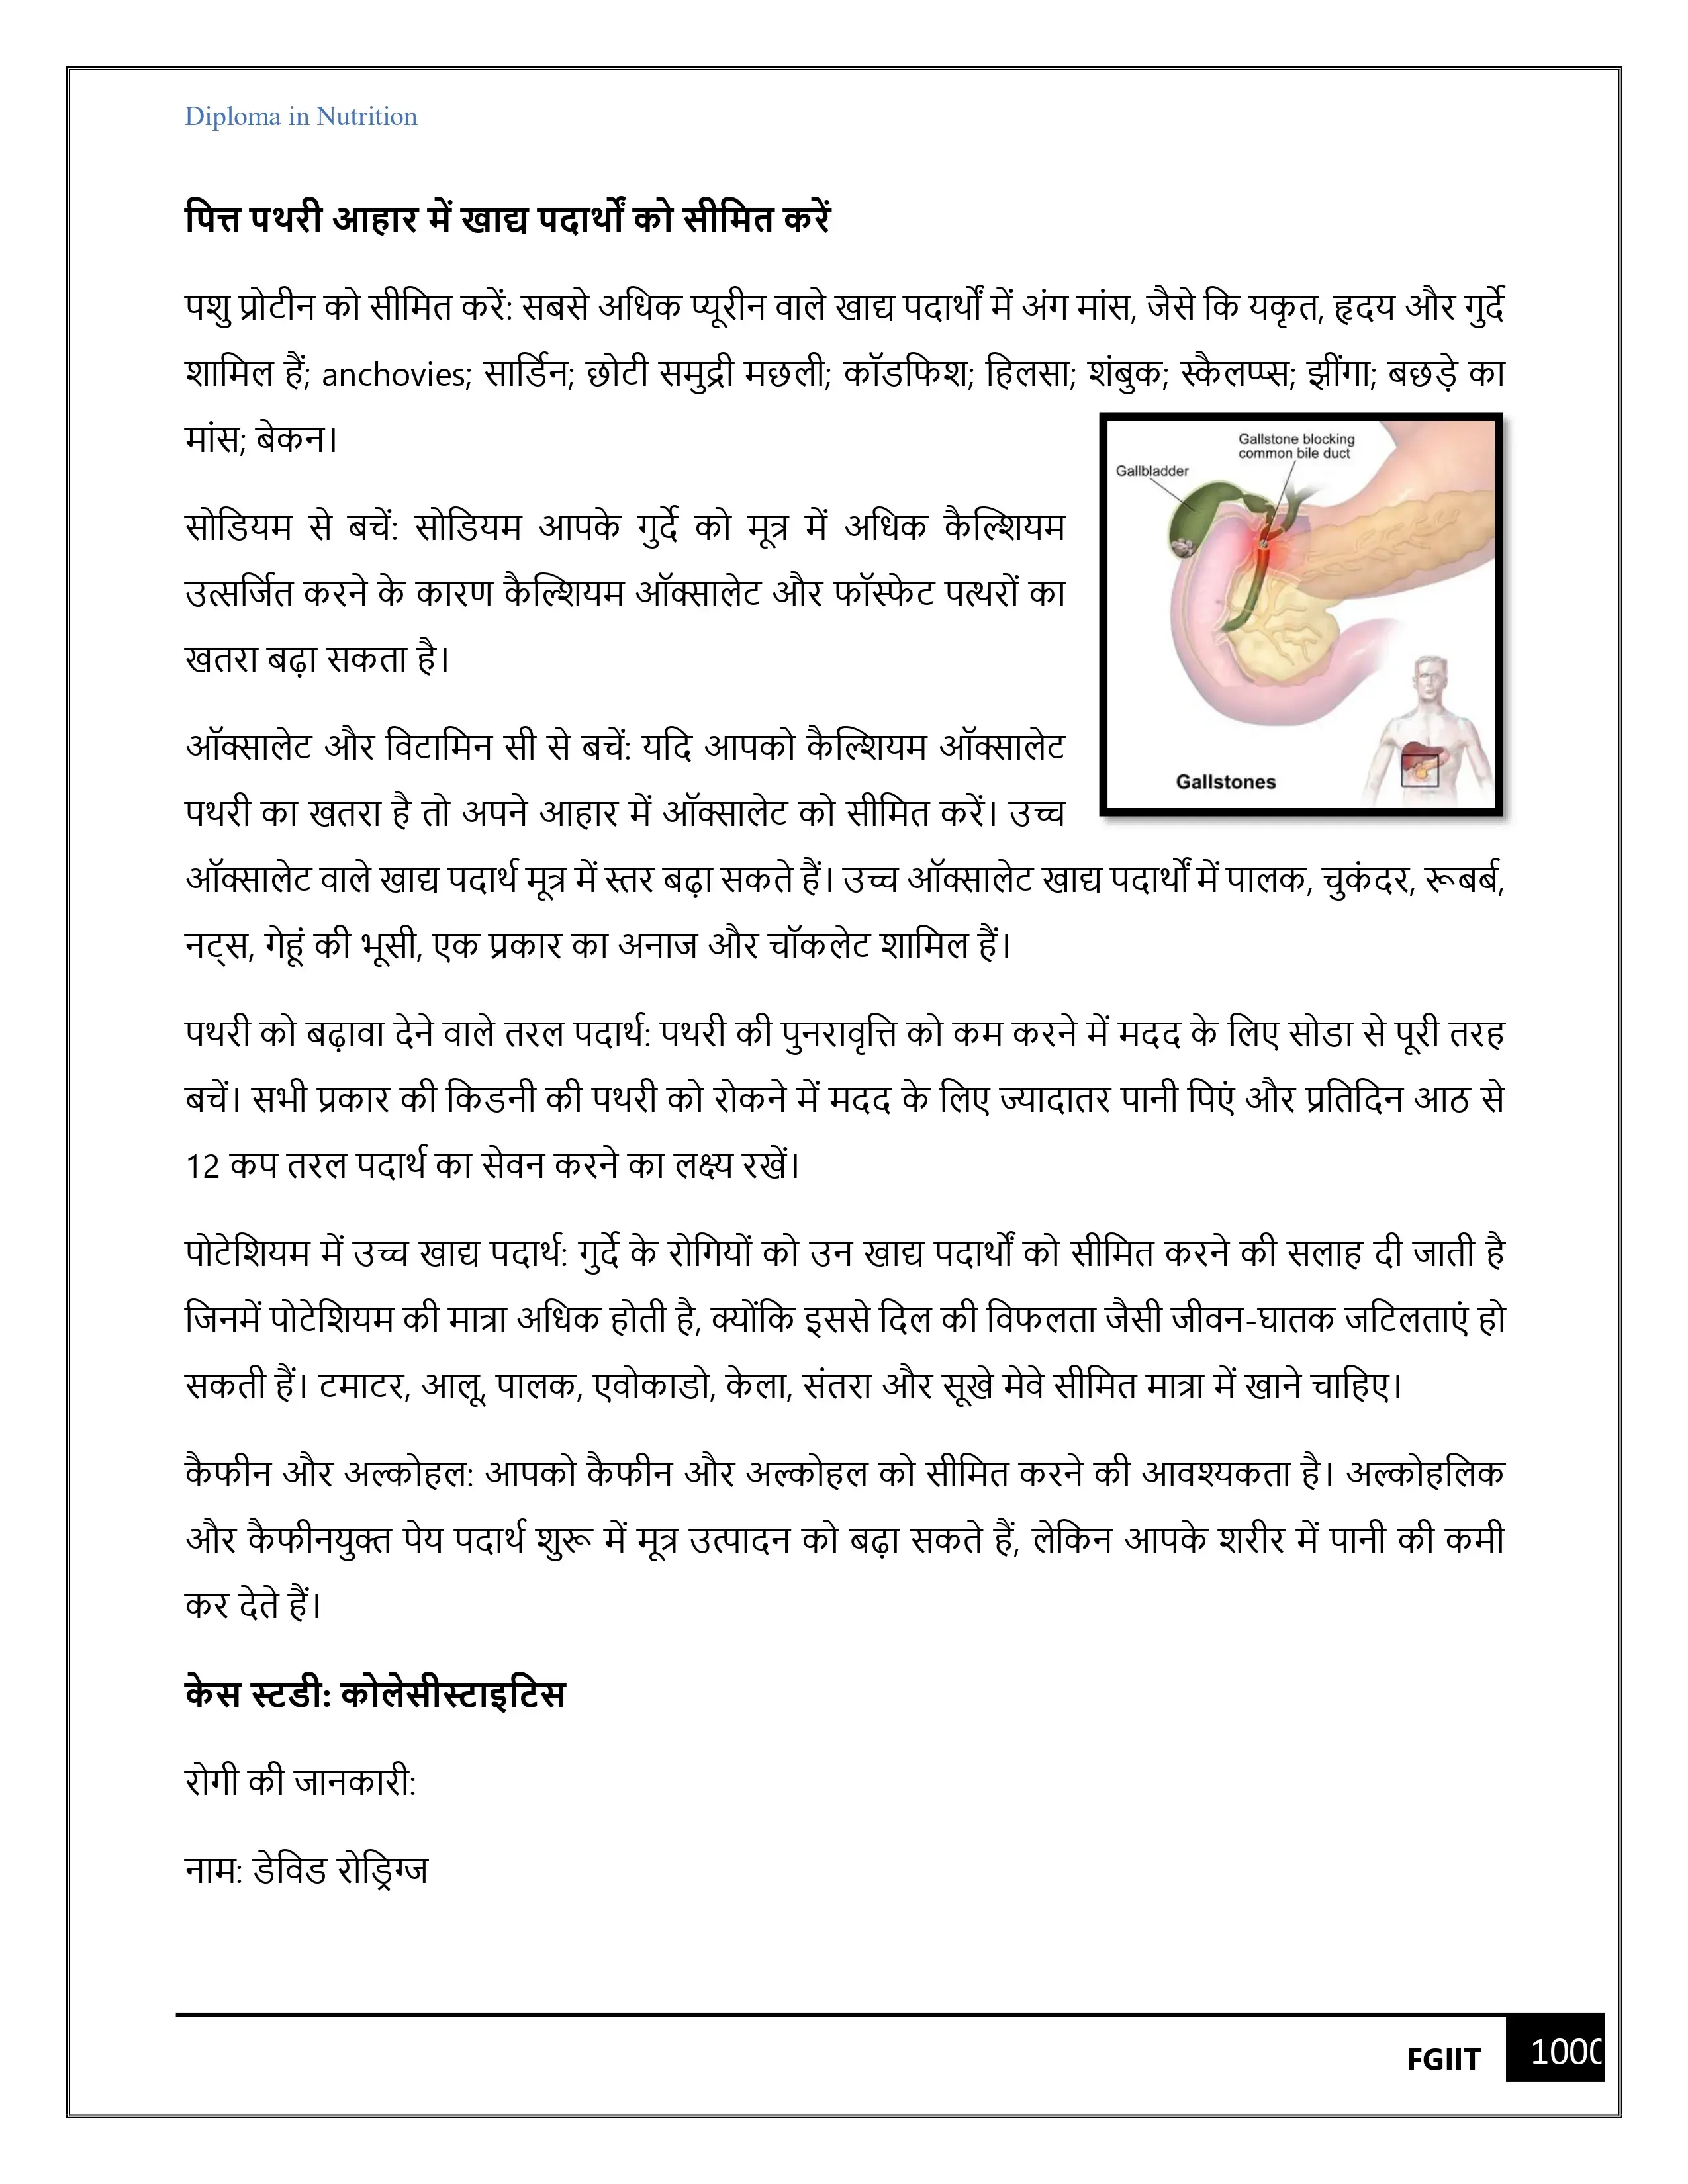 Diploma in Nutrition
पित्त पथरी आहार में खाद्य पदार्थों को सीमित करें
पशु प्रोटीन को सीमित करें: सबसे अधिक प्यूरीन वाले खाद्य पदार्थों में अंग मांस, जैसे कि यकृत, हृदय और गुर्दे
शामिल हैं; anchovies; सार्डिन; छोटी समुद्री मछली; कॉडफिश; हिलसा; शंबुक; स्कैलप्प्स; झींगा; बछड़े का
मांस; बेकन।
Gallstone blocking
common bile duct
Gallbladder
Gallstones
सोडियम से बचें: सोडियम आपके गुर्दे को मूत्र में अधिक कैल्शियम
उत्सर्जित करने के कारण कैल्शियम ऑक्सालेट और फॉस्फेट पत्थरों का
खतरा बढ़ा सकता है।
ऑक्सालेट और विटामिन सी से बचें: यदि आपको कैल्शियम ऑक्सालेट
पथरी का खतरा है तो अपने आहार में ऑक्सालेट को सीमित करें। उच्च
ऑक्सालेट वाले खाद्य पदार्थ मूत्र में स्तर बढ़ा सकते हैं। उच्च ऑक्सालेट खाद्य पदार्थों में पालक, चुकंदर, रूबर्ब,
नट्स, गेहूं की भूसी, एक प्रकार का अनाज और चॉकलेट शामिल हैं।
पथरी को बढ़ावा देने वाले तरल पदार्थ: पथरी की पुनरावृत्ति को कम करने में मदद के लिए सोडा से पूरी तरह
बचें। सभी प्रकार की किडनी की पथरी को रोकने में मदद के लिए ज्यादातर पानी पिएं और प्रतिदिन आठ से
12 कप तरल पदार्थ का सेवन करने का लक्ष्य रखें।
पोटेशियम में उच्च खाद्य पदार्थ: गुर्दे के रोगियों को उन खाद्य पदार्थों को सीमित करने की सलाह दी जाती है
जिनमें पोटेशियम की मात्रा अधिक होती है, क्योंकि इससे दिल की विफलता जैसी जीवन-घातक जटिलताएं हो
सकती हैं। टमाटर, आलू, पालक, एवोकाडो, केला, संतरा और सूखे मेवे सीमित मात्रा में खाने चाहिए।
कैफीन और अल्कोहल: आपको कैफीन और अल्कोहल को सीमित करने की आवश्यकता है। अल्कोहलिक
और कैफीनयुक्त पेय पदार्थ शुरू में मूत्र उत्पादन को बढ़ा सकते हैं, लेकिन आपके शरीर में पानी की कमी
कर देते हैं।
केस स्टडी: कोलेसीस्टाइटिस
रोगी की जानकारी:
नाम: डेविड रोड्रिग्ज
FGIIT
1000